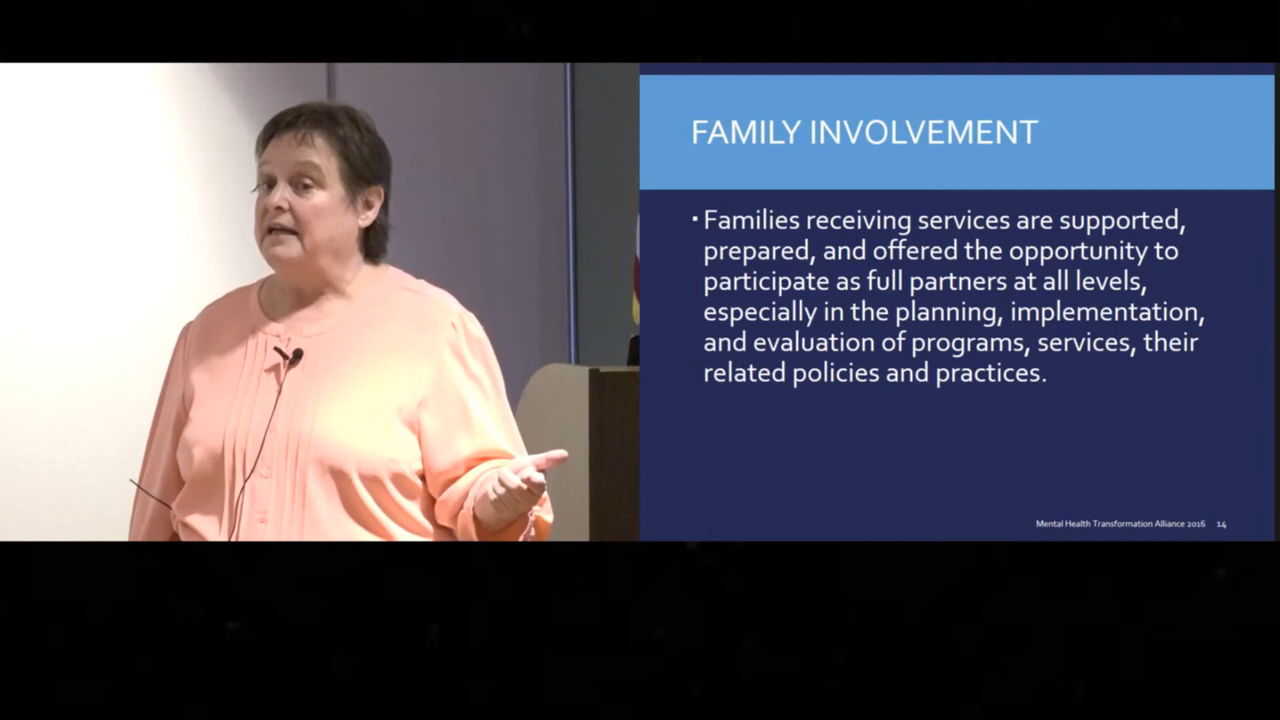 FAMILY INVOLVEMENT
▪ Families receiving services are supported,
prepared, and offered the opportunity to
participate as full partners at all levels,
especially in the planning, implementation,
and evaluation of programs, services, their
related policies and practices.
Mental Health Transformation Alliance 2016 14